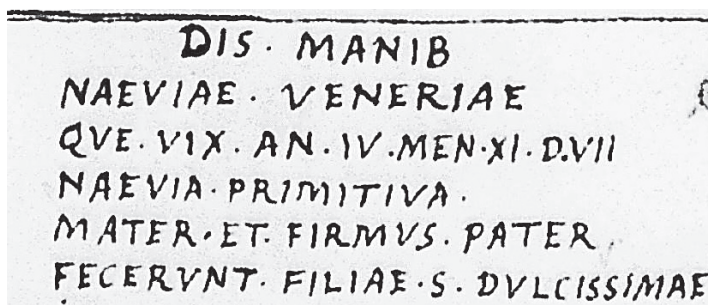 DIS · MANIB
NAEVIAE · VENERIAE
QVE · VIX · AN · IV · MEN · XI · D · VII
NAEVIA · PRIMITIVA ·
MATER · ET · FIRMVS · PATER
FECERVNT · FILIAE · S · DVLCISSIMAE